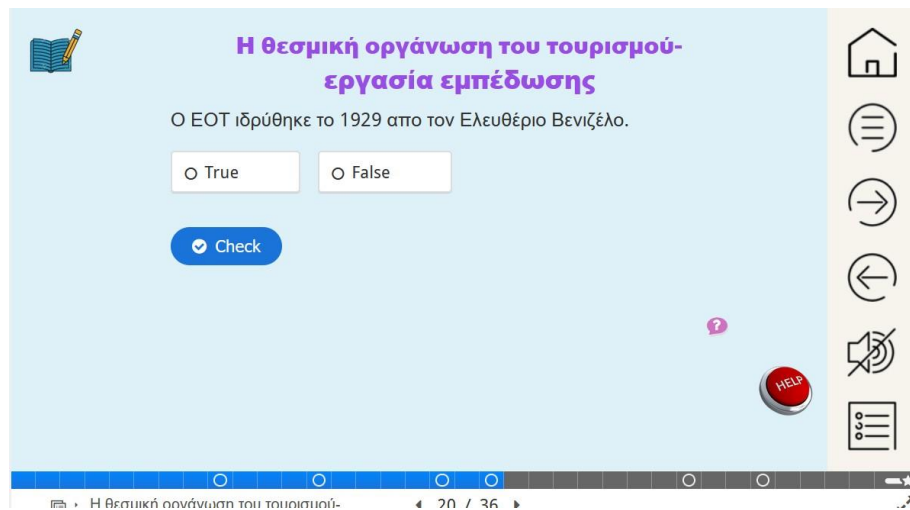 Η θεσμική οργάνωση του τουρισμού-
εργασία εμπέδωσης
Ο ΕΟΤ ιδρύθηκε το 1929 απο τον Ελευθέριο Βενιζέλο.
True
False
Check
?
HELP
Η θεσμική οργάνωση του τουρισμού-
20 / 36